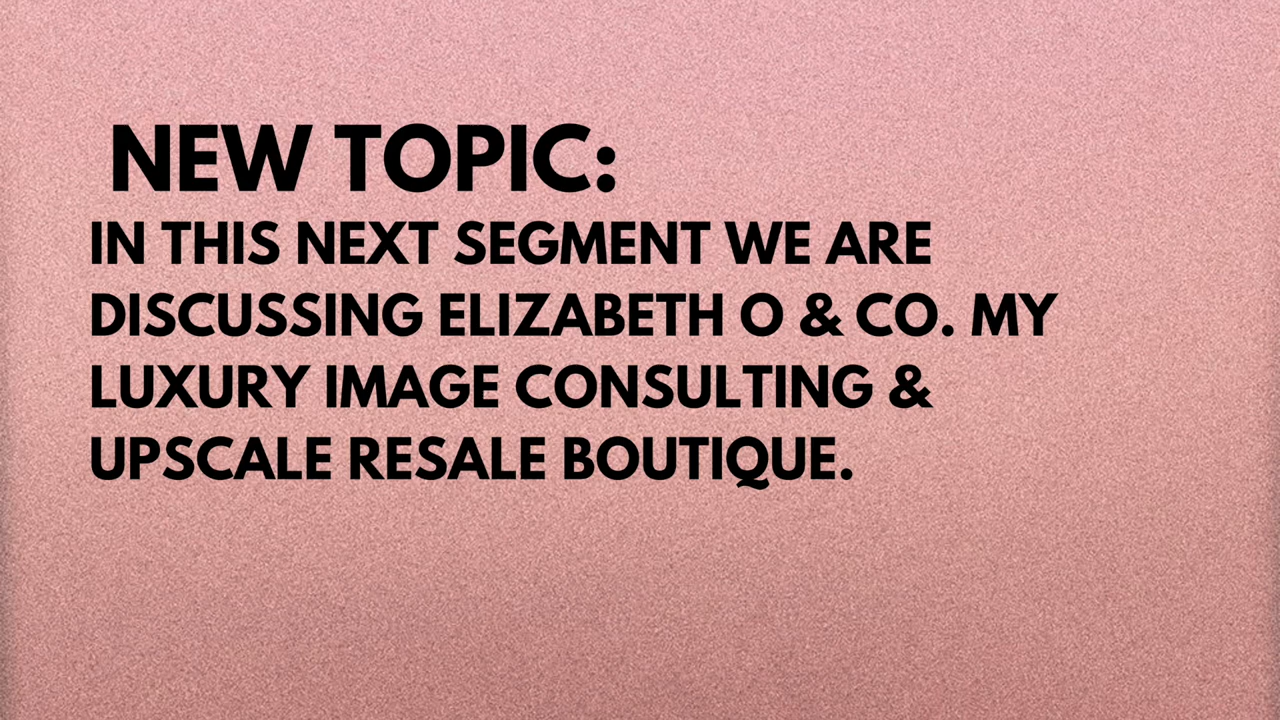 NEW TOPIC:
IN THIS NEXT SEGMENT WE ARE
DISCUSSING ELIZABETH O & CO. MY
LUXURY IMAGE CONSULTING &
UPSCALE RESALE BOUTIQUE.